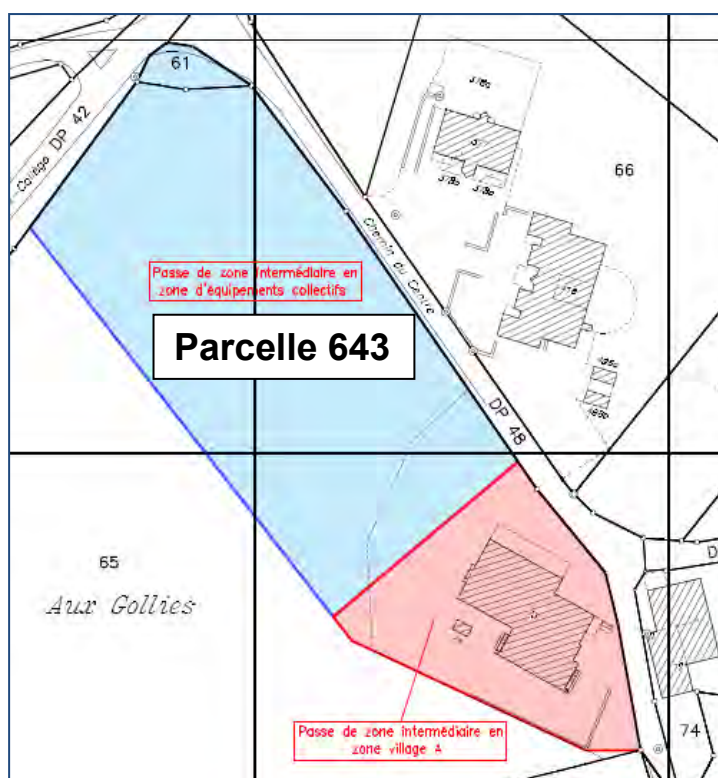 61
DP 42
Collège
66
Chemin du Centre
Passe de zone intermédiaire en
zone d'équipements collectifs
Parcelle 643
DP 48
65
Aux Gollies
Passe de zone intermédiaire en
zone village A
74